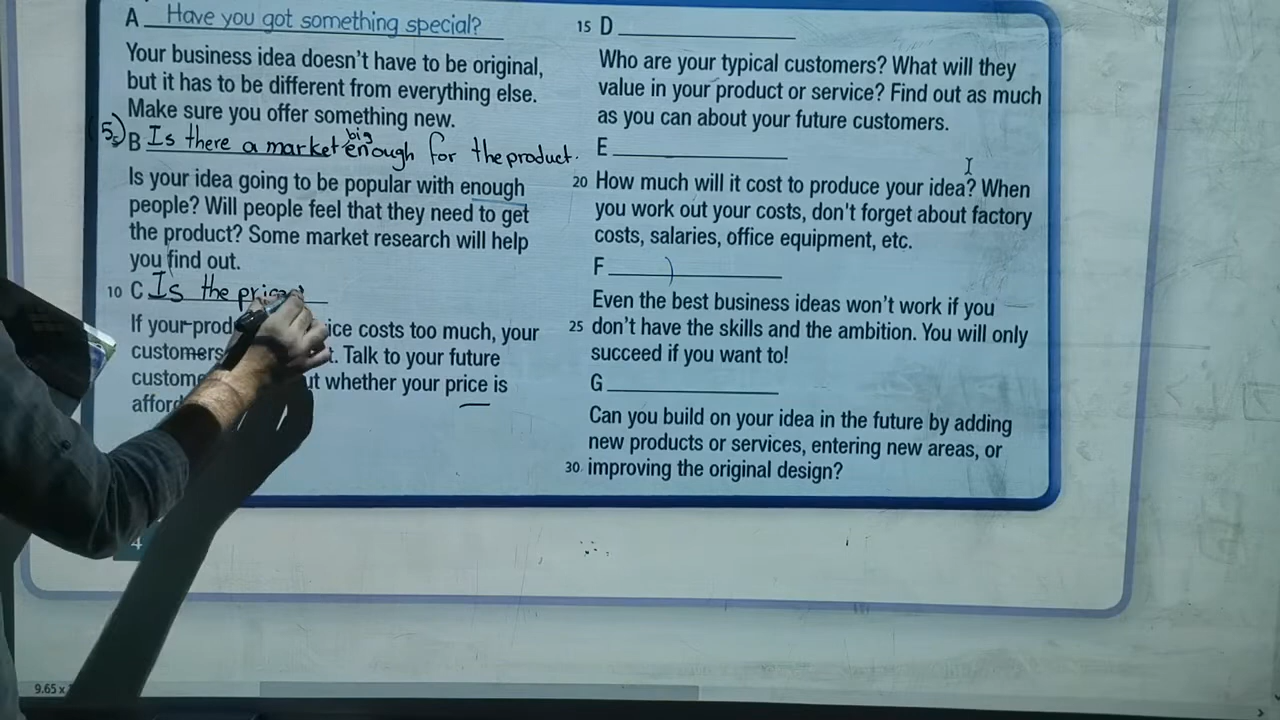 A Have you got something special?
Your business idea doesn't have to be original,
but it has to be different from everything else.
Make sure you offer something new.
5 B Is there a market big enough for the product.
Is your idea going to be popular with enough
people? Will people feel that they need to get
the product? Some market research will help
you find out.
10 C Is the
If your ice costs too much, your
customers Talk to your future
whether your price is
15 D
Who are your typical customers? What will they
value in your product or service? Find out as much
as you can about your future customers.
E
20 How much will it cost to produce your idea? When
you work out your costs, don't forget about factory
costs, salaries, office equipment, etc.
F
Even the best business ideas won't work if you
25 don't have the skills and the ambition. You will only
succeed if you want to!
G
Can you build on your idea in the future by adding
new products or services, entering new areas, or
30 improving the original design?
4
9.65 x